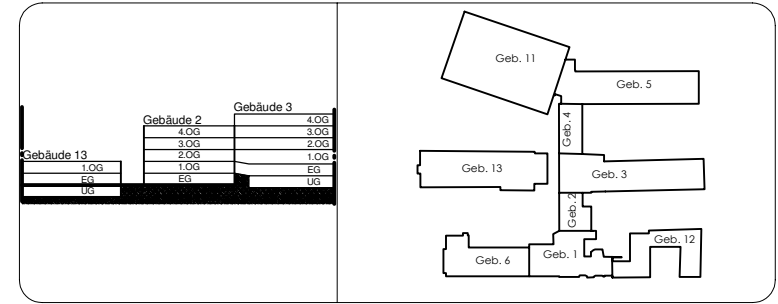 Gebäude 13
1.OG
EG
UG
Gebäude 2
4.OG
3.OG
2.OG
1.OG
EG
Gebäude 3
4.OG
3.OG
2.OG
1.OG
EG
UG
Geb. 11
Geb. 5
Geb. 4
Geb. 13
Geb. 3
Geb. 2
Geb. 12
Geb. 6
Geb. 1